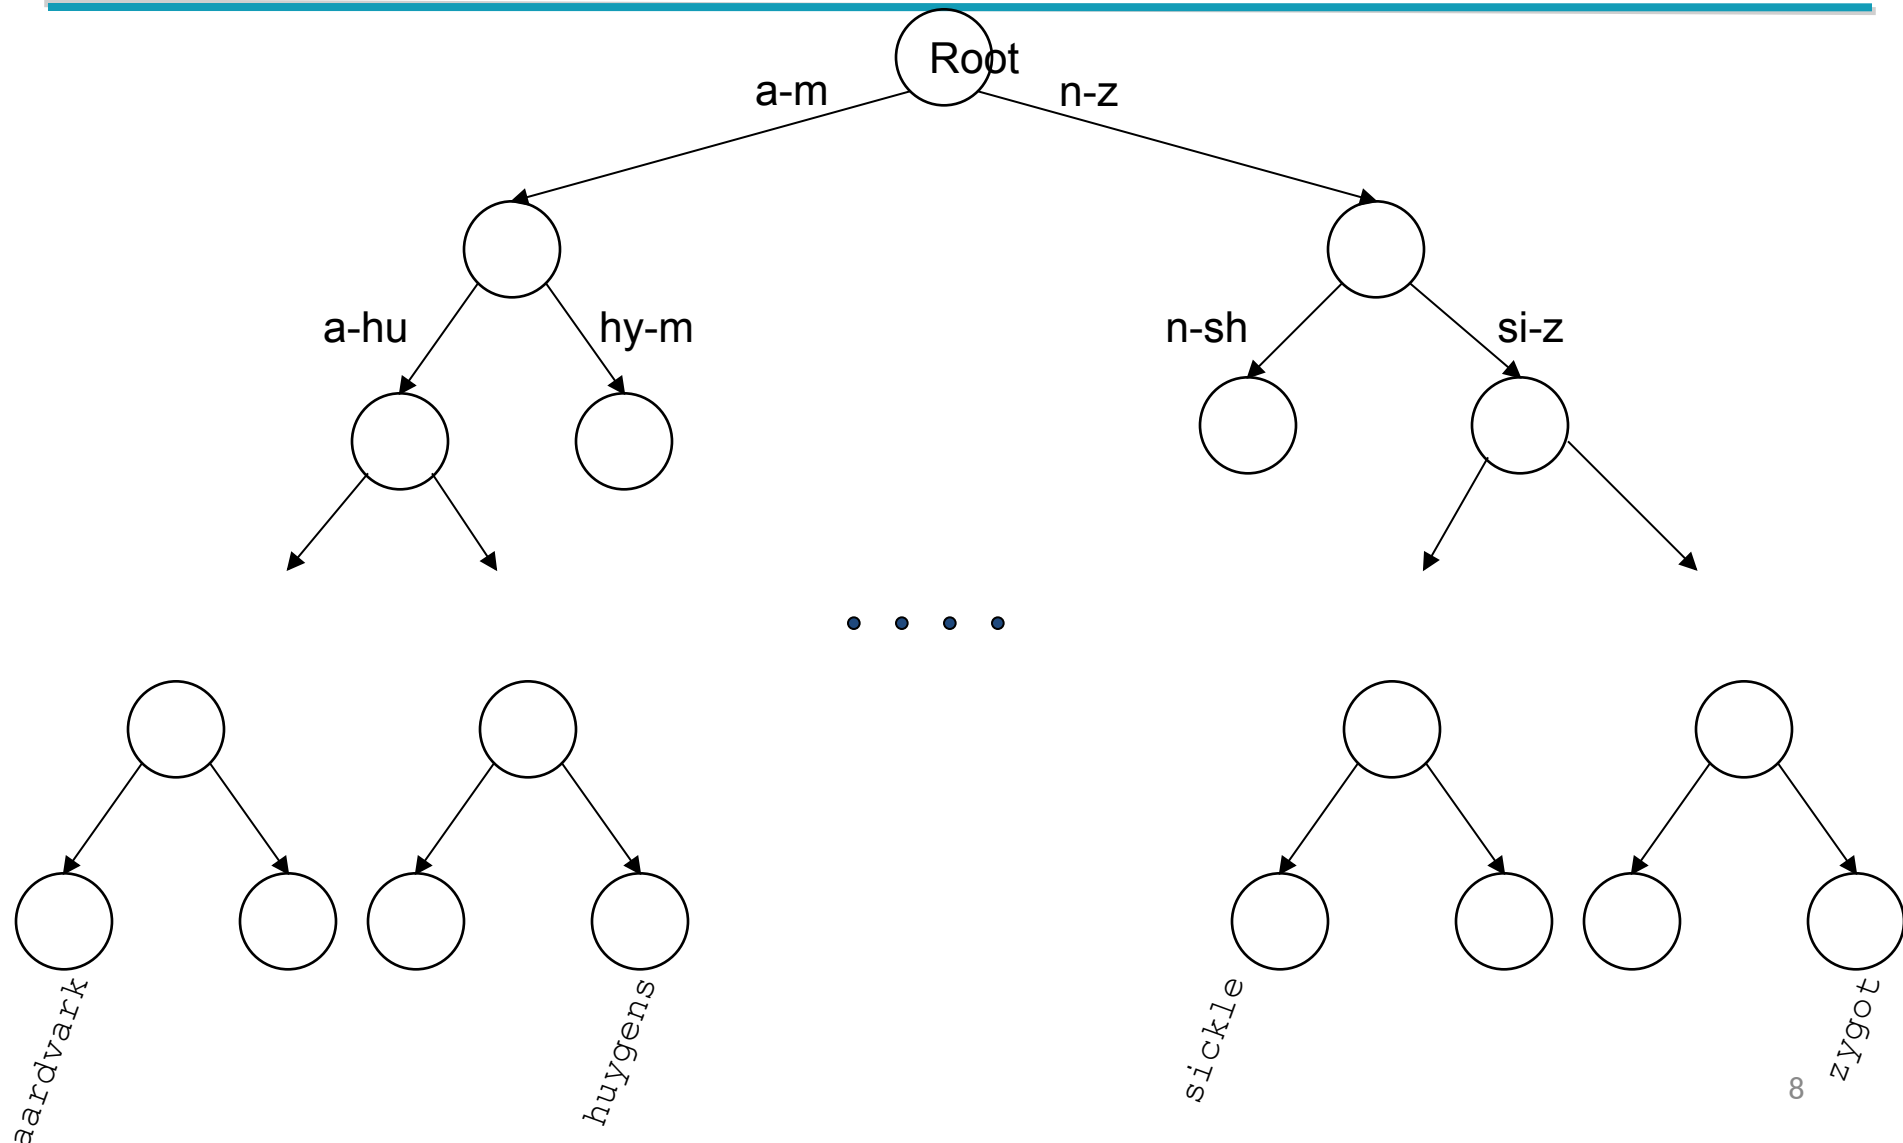 Root
a-m
n-z
a-hu
hy-m
n-sh
si-z
aardvark
huygens
sickle
zygot
8